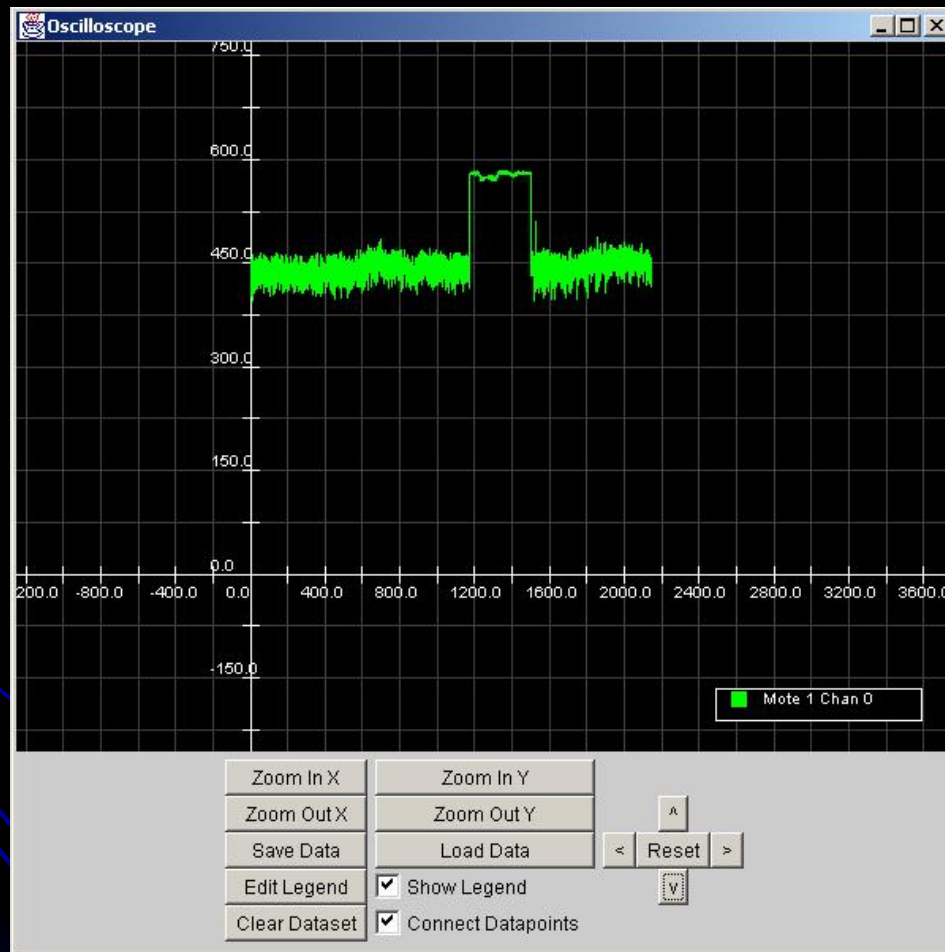 Oscilloscope
750.0
600.0
450.0
300.0
150.0
0.0
200.0 -800.0 -400.0 0.0 400.0 800.0 1200.0 1600.0 2000.0 2400.0 2800.0 3200.0 3600.0
-150.0
Mote 1 Chan 0
Zoom In X Zoom In Y
Zoom Out X Zoom Out Y ^
Save Data Load Data < Reset >
Edit Legend Show Legend v
Clear Dataset Connect Datapoints